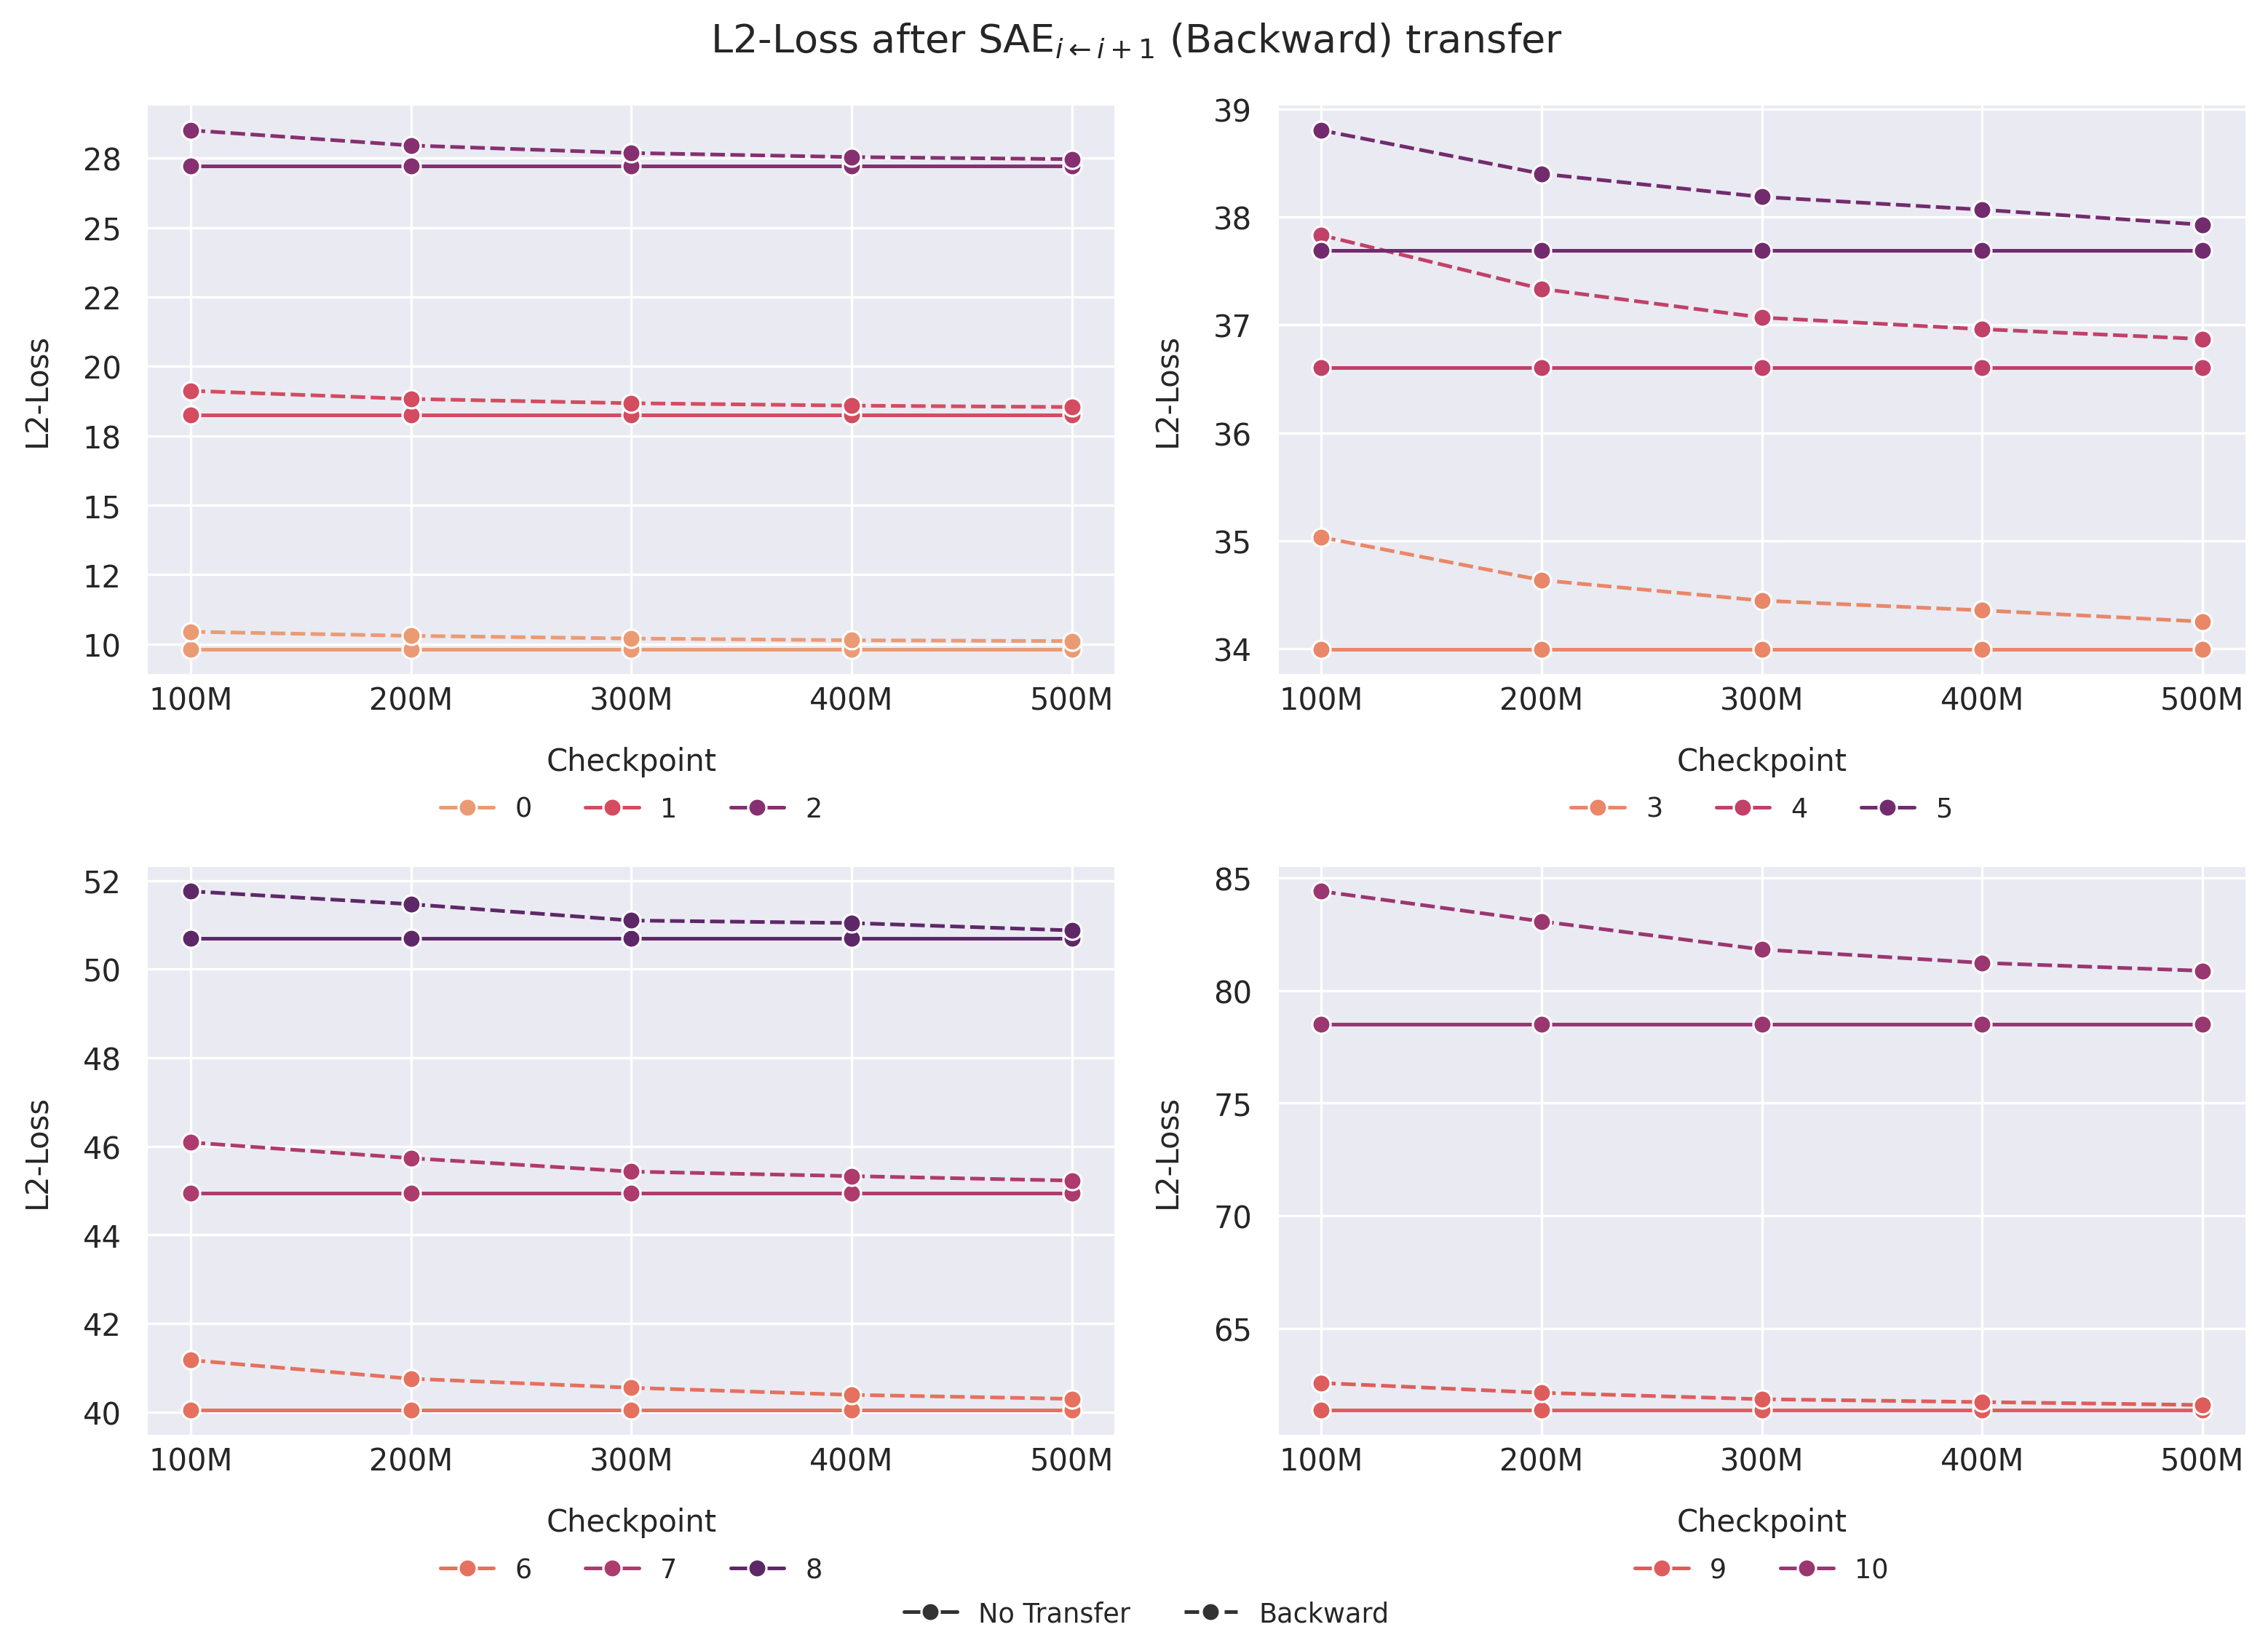 L2-Loss after SAE_{i←i+1} (Backward) transfer
L2-Loss
28
25
22
20
18
15
12
10
100M 200M 300M 400M 500M
Checkpoint
0 1 2
L2-Loss
39
38
37
36
35
34
100M 200M 300M 400M 500M
Checkpoint
3 4 5
L2-Loss
52
50
48
46
44
42
40
100M 200M 300M 400M 500M
Checkpoint
6 7 8
L2-Loss
85
80
75
70
65
100M 200M 300M 400M 500M
Checkpoint
9 10
No Transfer Backward